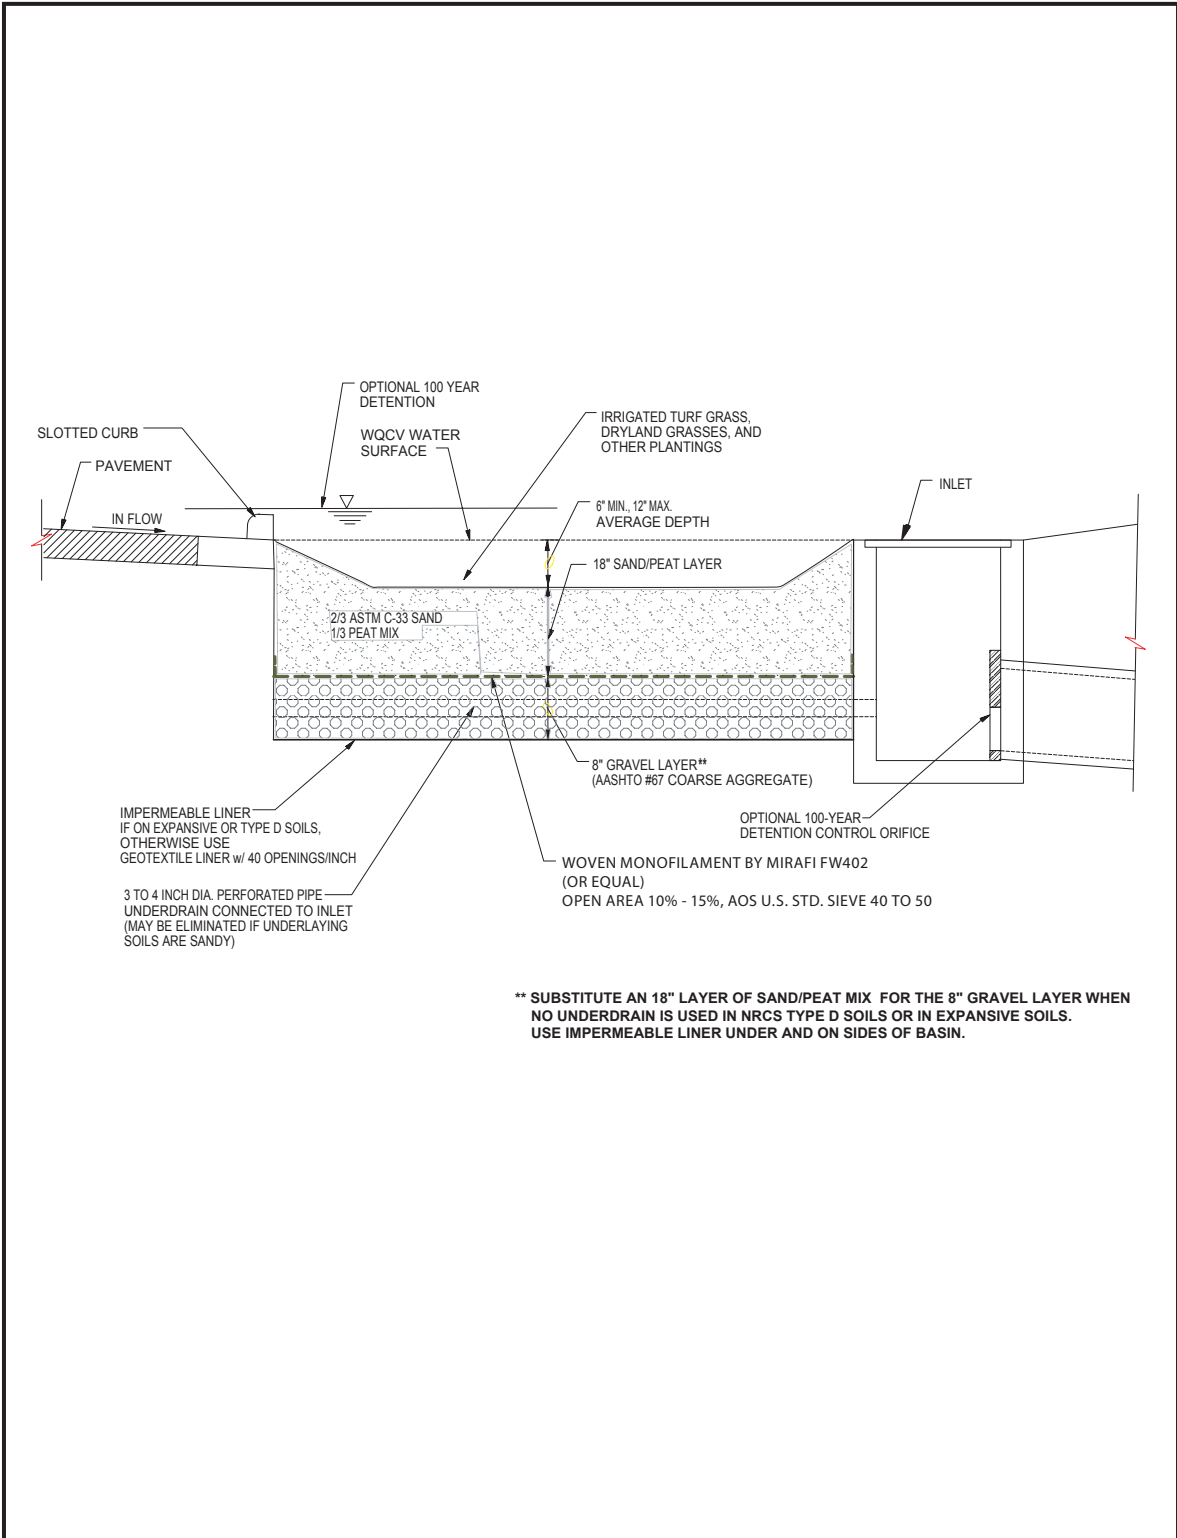 OPTIONAL 100 YEAR
DETENTION
SLOTTED CURB
WQCV WATER
SURFACE
IRRIGATED TURF GRASS,
DRYLAND GRASSES, AND
OTHER PLANTINGS
PAVEMENT
INLET
IN FLOW
6" MIN., 12" MAX.
AVERAGE DEPTH
18" SAND/PEAT LAYER
2/3 ASTM C-33 SAND
1/3 PEAT MIX
8" GRAVEL LAYER**
(AASHTO #67 COARSE AGGREGATE)
IMPERMEABLE LINER
IF ON EXPANSIVE OR TYPE D SOILS,
OTHERWISE USE
GEOTEXTILE LINER w/ 40 OPENINGS/INCH
OPTIONAL 100-YEAR
DETENTION CONTROL ORIFICE
WOVEN MONOFILAMENT BY MIRAFI FW402
(OR EQUAL)
OPEN AREA 10% - 15%, AOS U.S. STD. SIEVE 40 TO 50
3 TO 4 INCH DIA. PERFORATED PIPE
UNDERDRAIN CONNECTED TO INLET
(MAY BE ELIMINATED IF UNDERLAYING
SOILS ARE SANDY)
** SUBSTITUTE AN 18" LAYER OF SAND/PEAT MIX FOR THE 8" GRAVEL LAYER WHEN
NO UNDERDRAIN IS USED IN NRCS TYPE D SOILS OR IN EXPANSIVE SOILS.
USE IMPERMEABLE LINER UNDER AND ON SIDES OF BASIN.